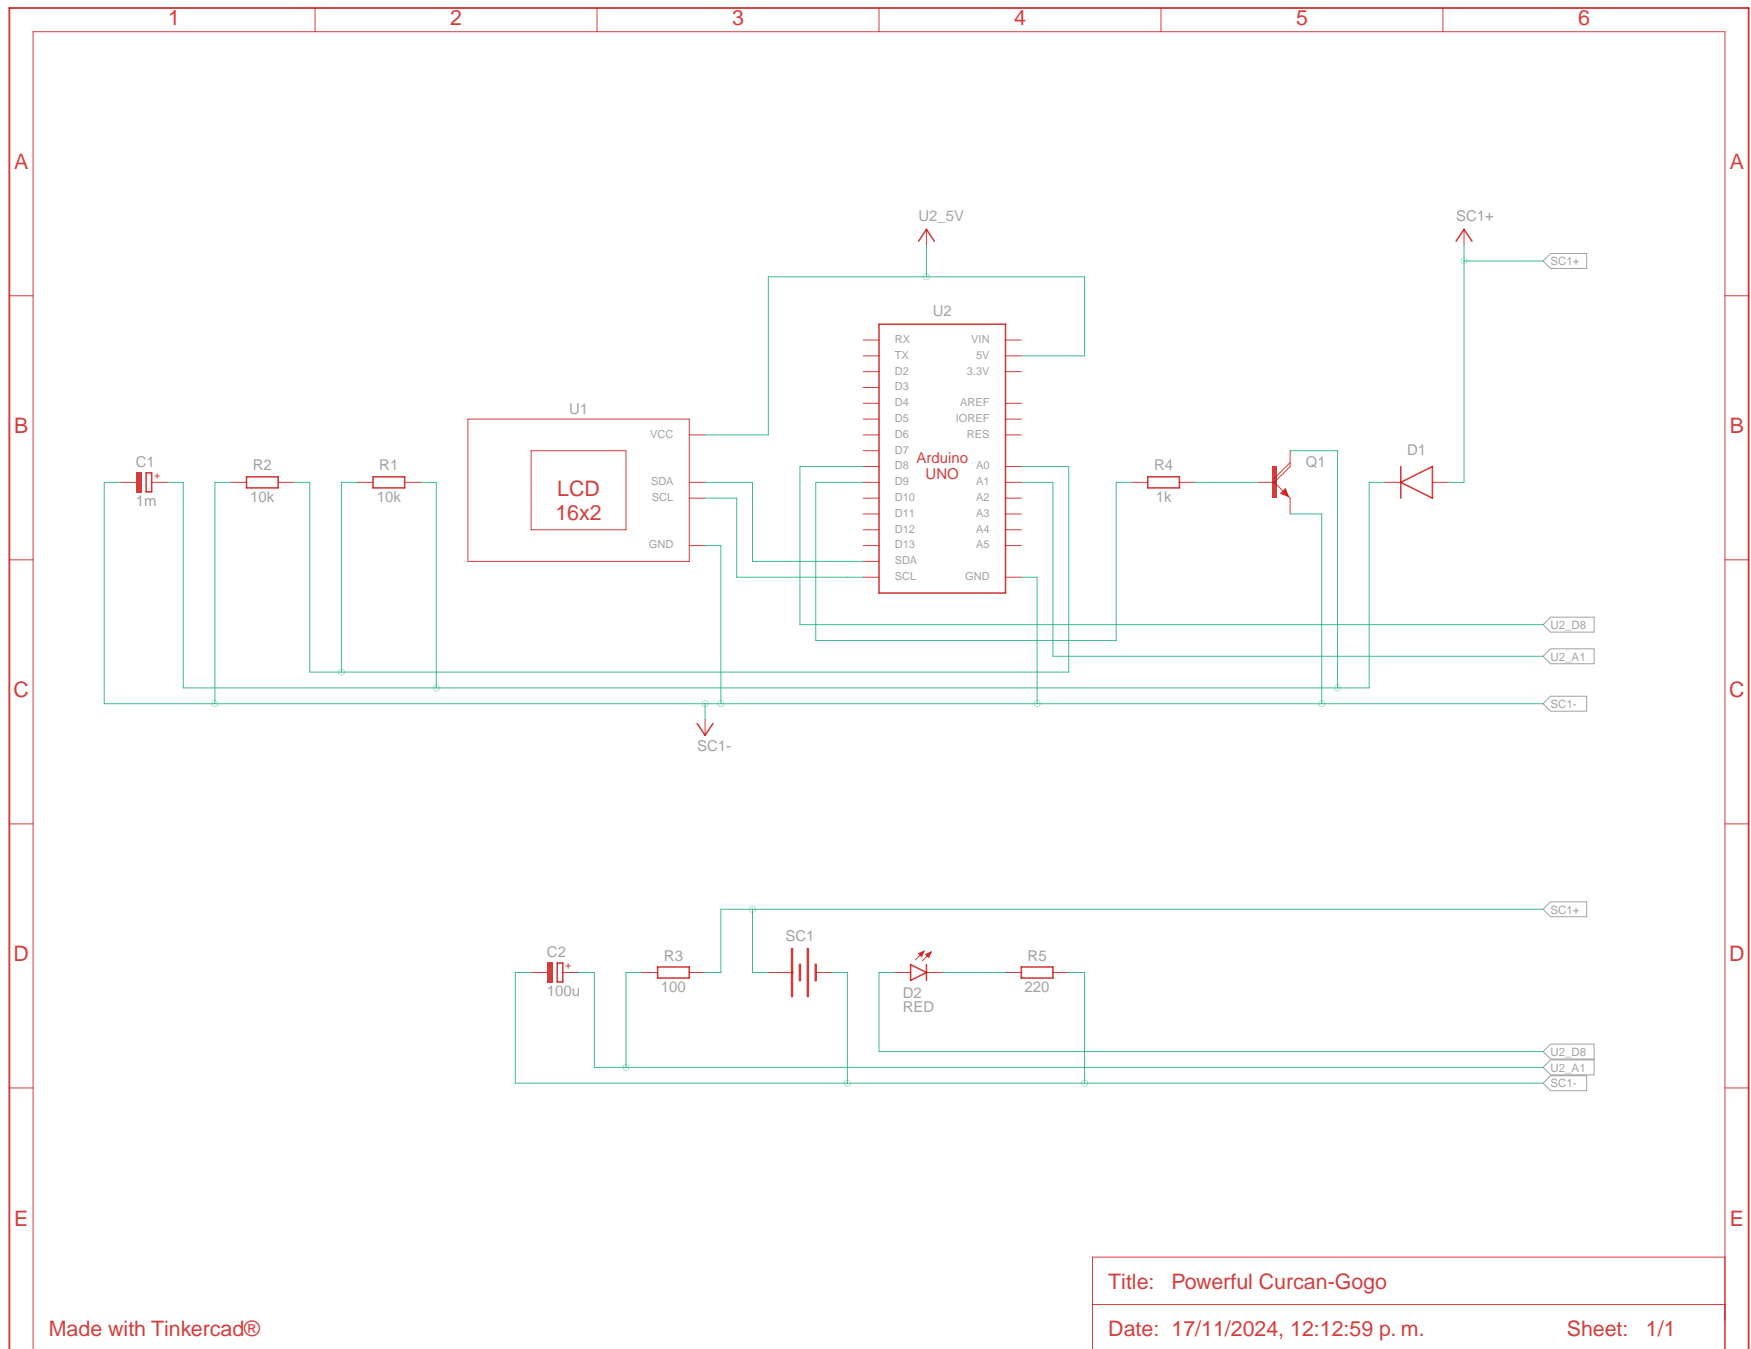 1 2 3 4 5 6
A A
U2_5V SC1+
SC1+
U2
RX VIN
TX 5V
D2 3.3V
D3
D4 AREF
D5 IOREF
D6 RES
D7
D8 A0
D9 A1
D10 A2
D11 A3
D12 A4
D13 A5
SDA
SCL GND
Arduino
UNO
B B
U1
VCC
SDA
SCL
GND
LCD
16x2
C1
+
1m
R2
10k
R1
10k
R4
1k
Q1
D1
U2_D8
U2_A1
C C
SC1-
SC1-
SC1+
D D
C2
+
100u
R3
100
SC1
D2
RED
R5
220
U2_D8
U2_A1
SC1-
E E
Title: Powerful Curcan-Gogo
Made with Tinkercad®
Date: 17/11/2024, 12:12:59 p. m. Sheet: 1/1